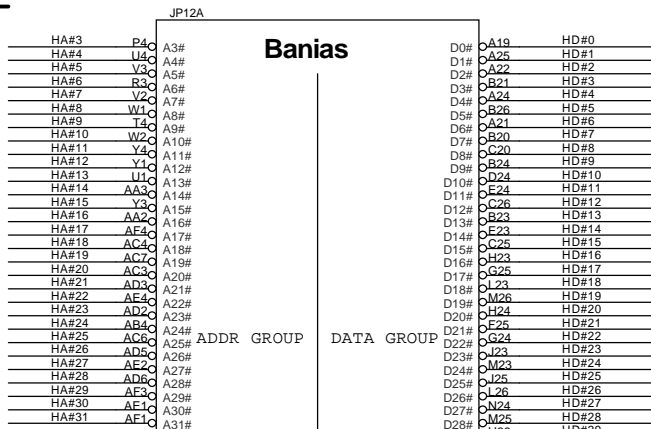 JP12A
Banias
HA#3 P4 A3# D0# A19 HD#0
HA#4 U4 A4# D1# A25 HD#1
HA#5 V3 A5# D2# A22 HD#2
HA#6 R3 A6# D3# B21 HD#3
HA#7 V2 A7# D4# A24 HD#4
HA#8 W1 A8# D5# B26 HD#5
HA#9 T4 A9# D6# A21 HD#6
HA#10 W2 A10# D7# B20 HD#7
HA#11 Y4 A11# D8# C20 HD#8
HA#12 Y1 A12# D9# B24 HD#9
HA#13 U1 A13# D10# D24 HD#10
HA#14 AA3 A14# D11# E24 HD#11
HA#15 Y3 A15# D12# C26 HD#12
HA#16 AA2 A16# D13# B23 HD#13
HA#17 AF4 A17# D14# E23 HD#14
HA#18 AC4 A18# D15# C25 HD#15
HA#19 AC7 A19# D16# H23 HD#16
HA#20 AC3 A20# D17# G25 HD#17
HA#21 AD3 A21# D18# L23 HD#18
HA#22 AE4 A22# D19# M26 HD#19
HA#23 AD2 A23# D20# H24 HD#20
HA#24 AB4 A24# D21# F25 HD#21
HA#25 AC6 A25# ADDR GROUP DATA GROUP D22# G24 HD#22
HA#26 AD5 A26# D23# J23 HD#23
HA#27 AE2 A27# D24# M23 HD#24
HA#28 AD6 A28# D25# J25 HD#25
HA#29 AF3 A29# D26# L26 HD#26
HA#30 AE1 A30# D27# N24 HD#27
HA#31 AF1 A31# D28# M25 HD#28